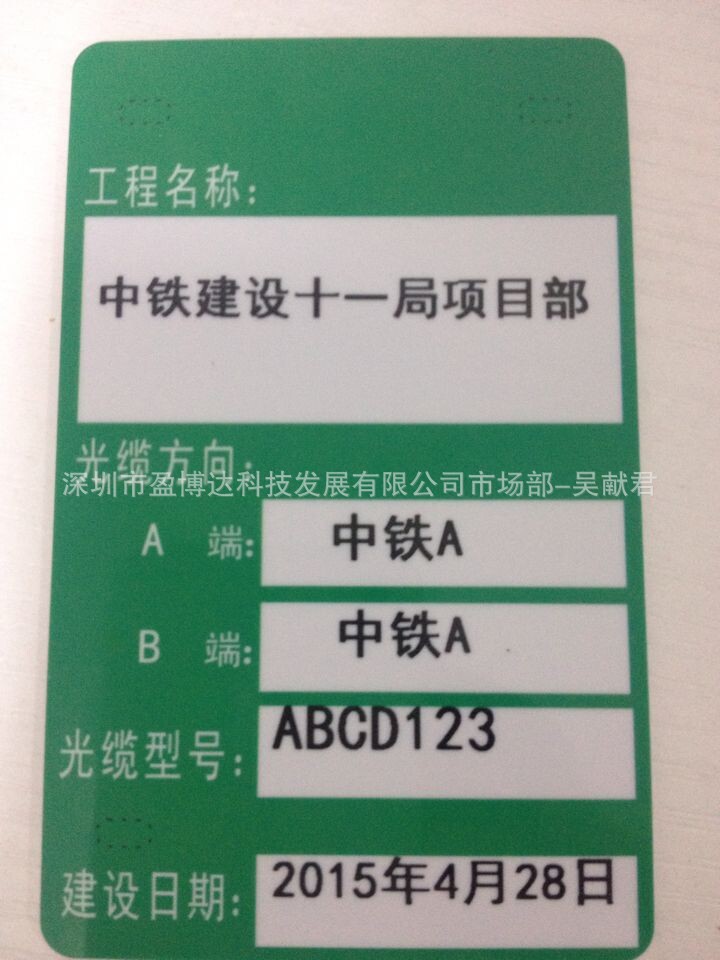 工程名称:
中铁建设十一局项目部
光缆方向:
深圳市盈博达科技发展有限公司市场部-吴献君
A 端: 中铁A
B 端: 中铁A
光缆型号: ABCD123
建设日期: 2015年4月28日